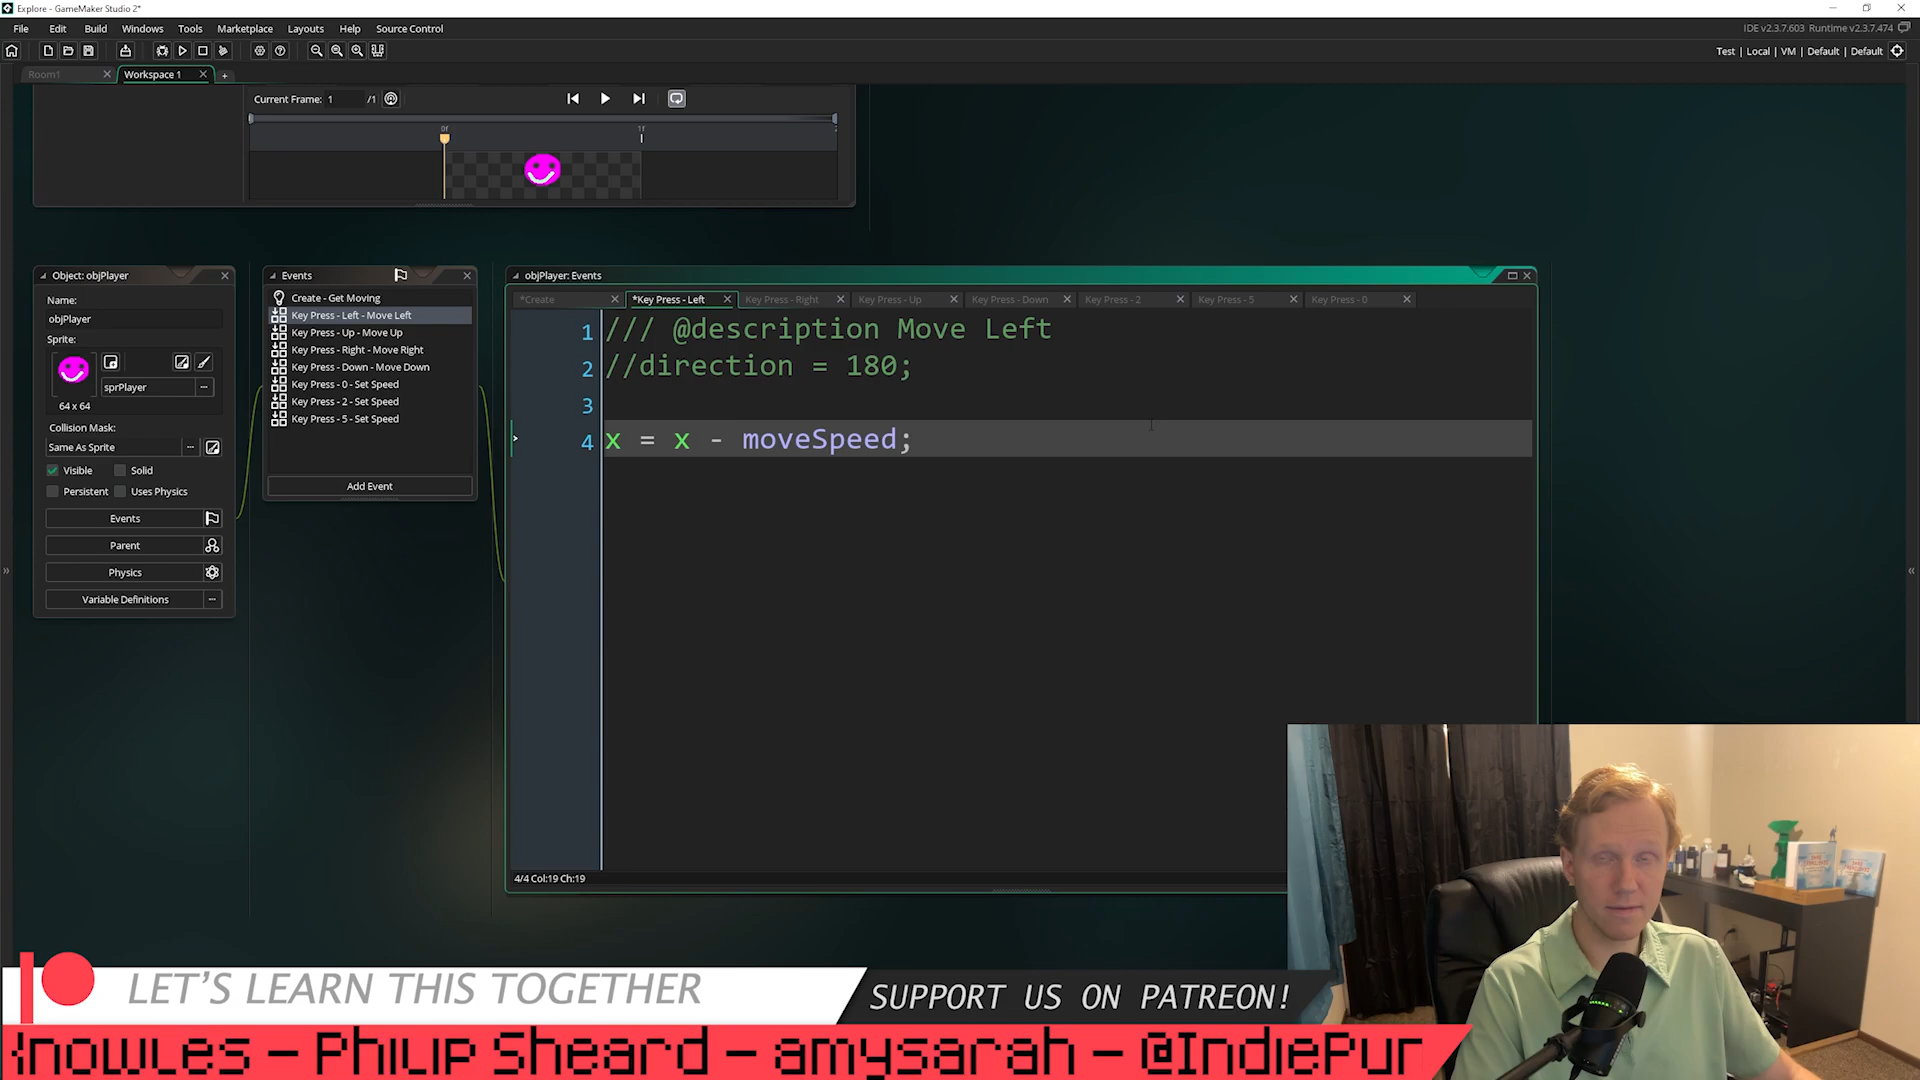 Explore - GameMaker Studio 2*
File Edit Build Windows Tools Marketplace Layouts Help Source Control
IDE v2.3.7.603 Runtime v2.3.7.474
Test | Local | VM | Default | Default
Room1
Workspace 1
Current Frame: 1 /1
0f
1f
Object: objPlayer
Name:
objPlayer
Sprite:
sprPlayer
64 x 64
Collision Mask:
Same As Sprite
Visible Solid
Persistent Uses Physics
Events
Parent
Physics
Variable Definitions
Events
Create - Get Moving
Key Press - Left - Move Left
Key Press - Up - Move Up
Key Press - Right - Move Right
Key Press - Down - Move Down
Key Press - 0 - Set Speed
Key Press - 2 - Set Speed
Key Press - 5 - Set Speed
Add Event
objPlayer: Events
*Create *Key Press - Left Key Press - Right Key Press - Up Key Press - Down Key Press - 2 Key Press - 5 Key Press - 0
1 /// @description Move Left
2 //direction = 180;
3
4 x = x - moveSpeed;
4/4 Col:19 Ch:19
LET'S LEARN THIS TOGETHER
SUPPORT US ON PATREON!
Knowles – Philip Sheard – amysarah – @IndiePur